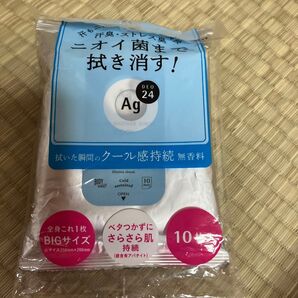 汗臭・ストレス臭
ニオイ菌まで
拭き消す!
DEO
24
Ag
拭いた瞬間のクール感持続 無香料
OPEN
全身これ1枚
BIGサイズ
ベタつかずに
さらさら肌
持続
10